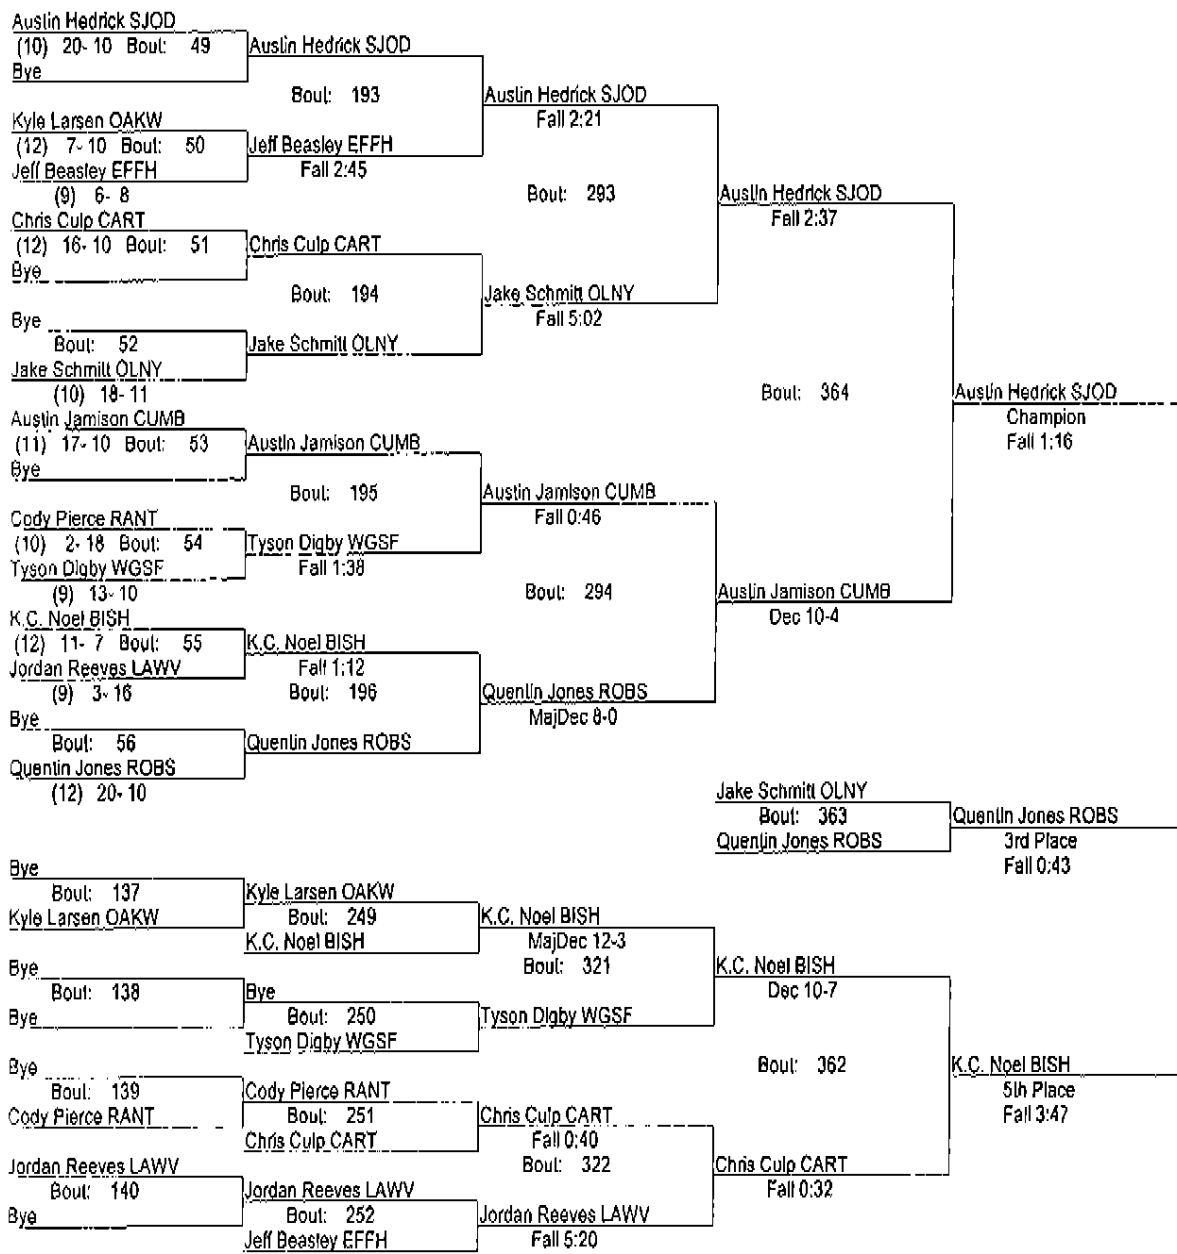 Austin Hedrick SJOD
(10) 20- 10 Bout: 49
Bye
Austin Hedrick SJOD
Bout: 193
Kyle Larsen OAKW
(12) 7- 10 Bout: 50
Jeff Beasley EFFH
(9) 6- 8
Jeff Beasley EFFH
Fall 2:45
Austin Hedrick SJOD
Fall 2:21
Bout: 293
Chris Culp CART
(12) 16- 10 Bout: 51
Bye
Chris Culp CART
Bout: 194
Bye
Bout: 52
Jake Schmitt OLNY
(10) 18- 11
Jake Schmitt OLNY
Jake Schmitt OLNY
Fall 5:02
Austin Hedrick SJOD
Fall 2:37
Bout: 364
Austin Jamison CUMB
(11) 17- 10 Bout: 53
Bye
Austin Jamison CUMB
Bout: 195
Cody Pierce RANT
(10) 2- 18 Bout: 54
Tyson Digby WGSF
(9) 13- 10
Tyson Digby WGSF
Fall 1:38
Austin Jamison CUMB
Fall 0:46
Bout: 294
K.C. Noel BISH
(12) 11- 7 Bout: 55
Jordan Reeves LAWV
(9) 3- 16
K.C. Noel BISH
Fall 1:12
Bout: 196
Bye
Bout: 56
Quentin Jones ROBS
(12) 20- 10
Quentin Jones ROBS
Quentin Jones ROBS
MajDec 8-0
Austin Jamison CUMB
Dec 10-4
Austin Hedrick SJOD
Champion
Fall 1:16
Jake Schmitt OLNY
Bout: 363
Quentin Jones ROBS
Quentin Jones ROBS
3rd Place
Fall 0:43
Bye
Bout: 137
Kyle Larsen OAKW
Kyle Larsen OAKW
Bout: 249
K.C. Noel BISH
K.C. Noel BISH
MajDec 12-3
Bout: 321
Bye
Bout: 138
Bye
Bye
Bout: 250
Tyson Digby WGSF
Tyson Digby WGSF
K.C. Noel BISH
Dec 10-7
Bout: 362
Bye
Bout: 139
Cody Pierce RANT
Cody Pierce RANT
Bout: 251
Chris Culp CART
Chris Culp CART
Fall 0:40
Bout: 322
Jordan Reeves LAWV
Bout: 140
Bye
Jordan Reeves LAWV
Bout: 252
Jeff Beasley EFFH
Jordan Reeves LAWV
Fall 5:20
Chris Culp CART
Fall 0:32
K.C. Noel BISH
5th Place
Fall 3:47